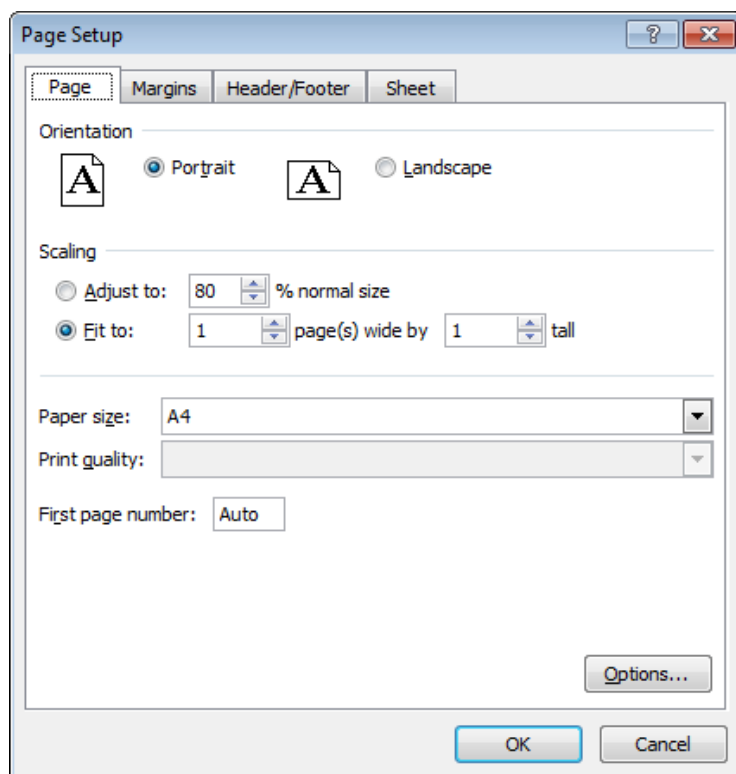 Page Setup
Page Margins Header/Footer Sheet
Orientation
A Portrait A Landscape
Scaling
Adjust to: 80 % normal size
Fit to: 1 page(s) wide by 1 tall
Paper size: A4
Print quality:
First page number: Auto
Options...
OK Cancel